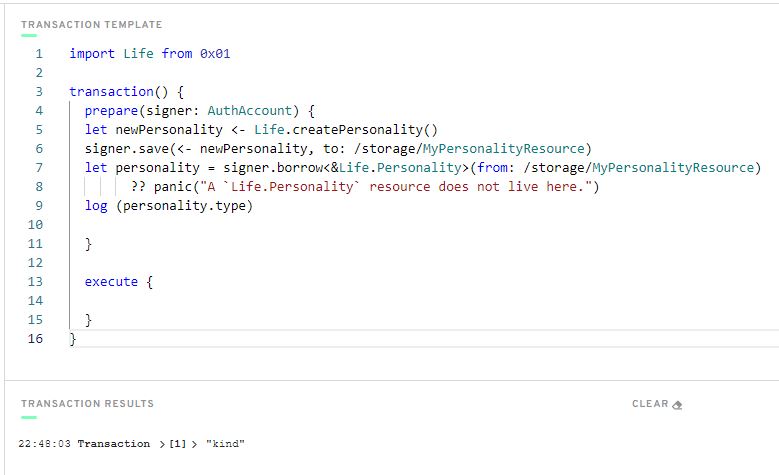 TRANSACTION TEMPLATE
1 import Life from 0x01
2
3 transaction() {
4 prepare(signer: AuthAccount) {
5 let newPersonality <- Life.createPersonality()
6 signer.save(<- newPersonality, to: /storage/MyPersonalityResource)
7 let personality = signer.borrow<&Life.Personality>(from: /storage/MyPersonalityResource)
8 ?? panic("A `Life.Personality` resource does not live here.")
9 log (personality.type)
10
11 }
12
13 execute {
14
15 }
16 }
TRANSACTION RESULTS CLEAR
22:48:03 Transaction > [1] > "kind"